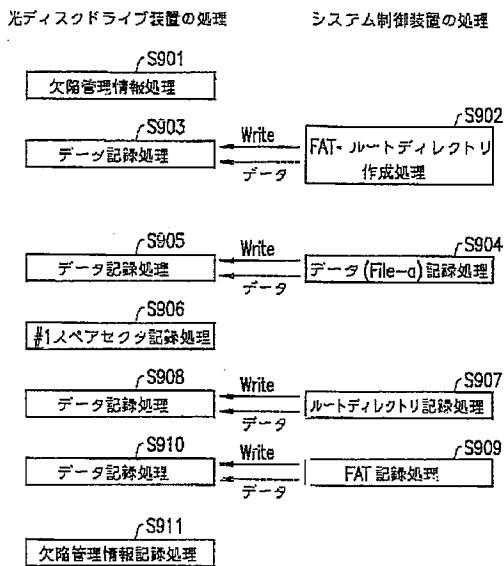 光ディスクドライブ装置の処理 システム制御装置の処理
S901
欠陥管理情報処理
S902
S903
Write
FAT・ルートディレクトリ
作成処理
データ記録処理
データ
S905
Write
S904
データ記録処理
データ(File-a)記録処理
データ
S906
#1スペアセクタ記録処理
S908
Write
S907
データ記録処理
ルートディレクトリ記録処理
データ
S910
Write
S909
データ記録処理
FAT記録処理
データ
S911
欠陥管理情報記録処理